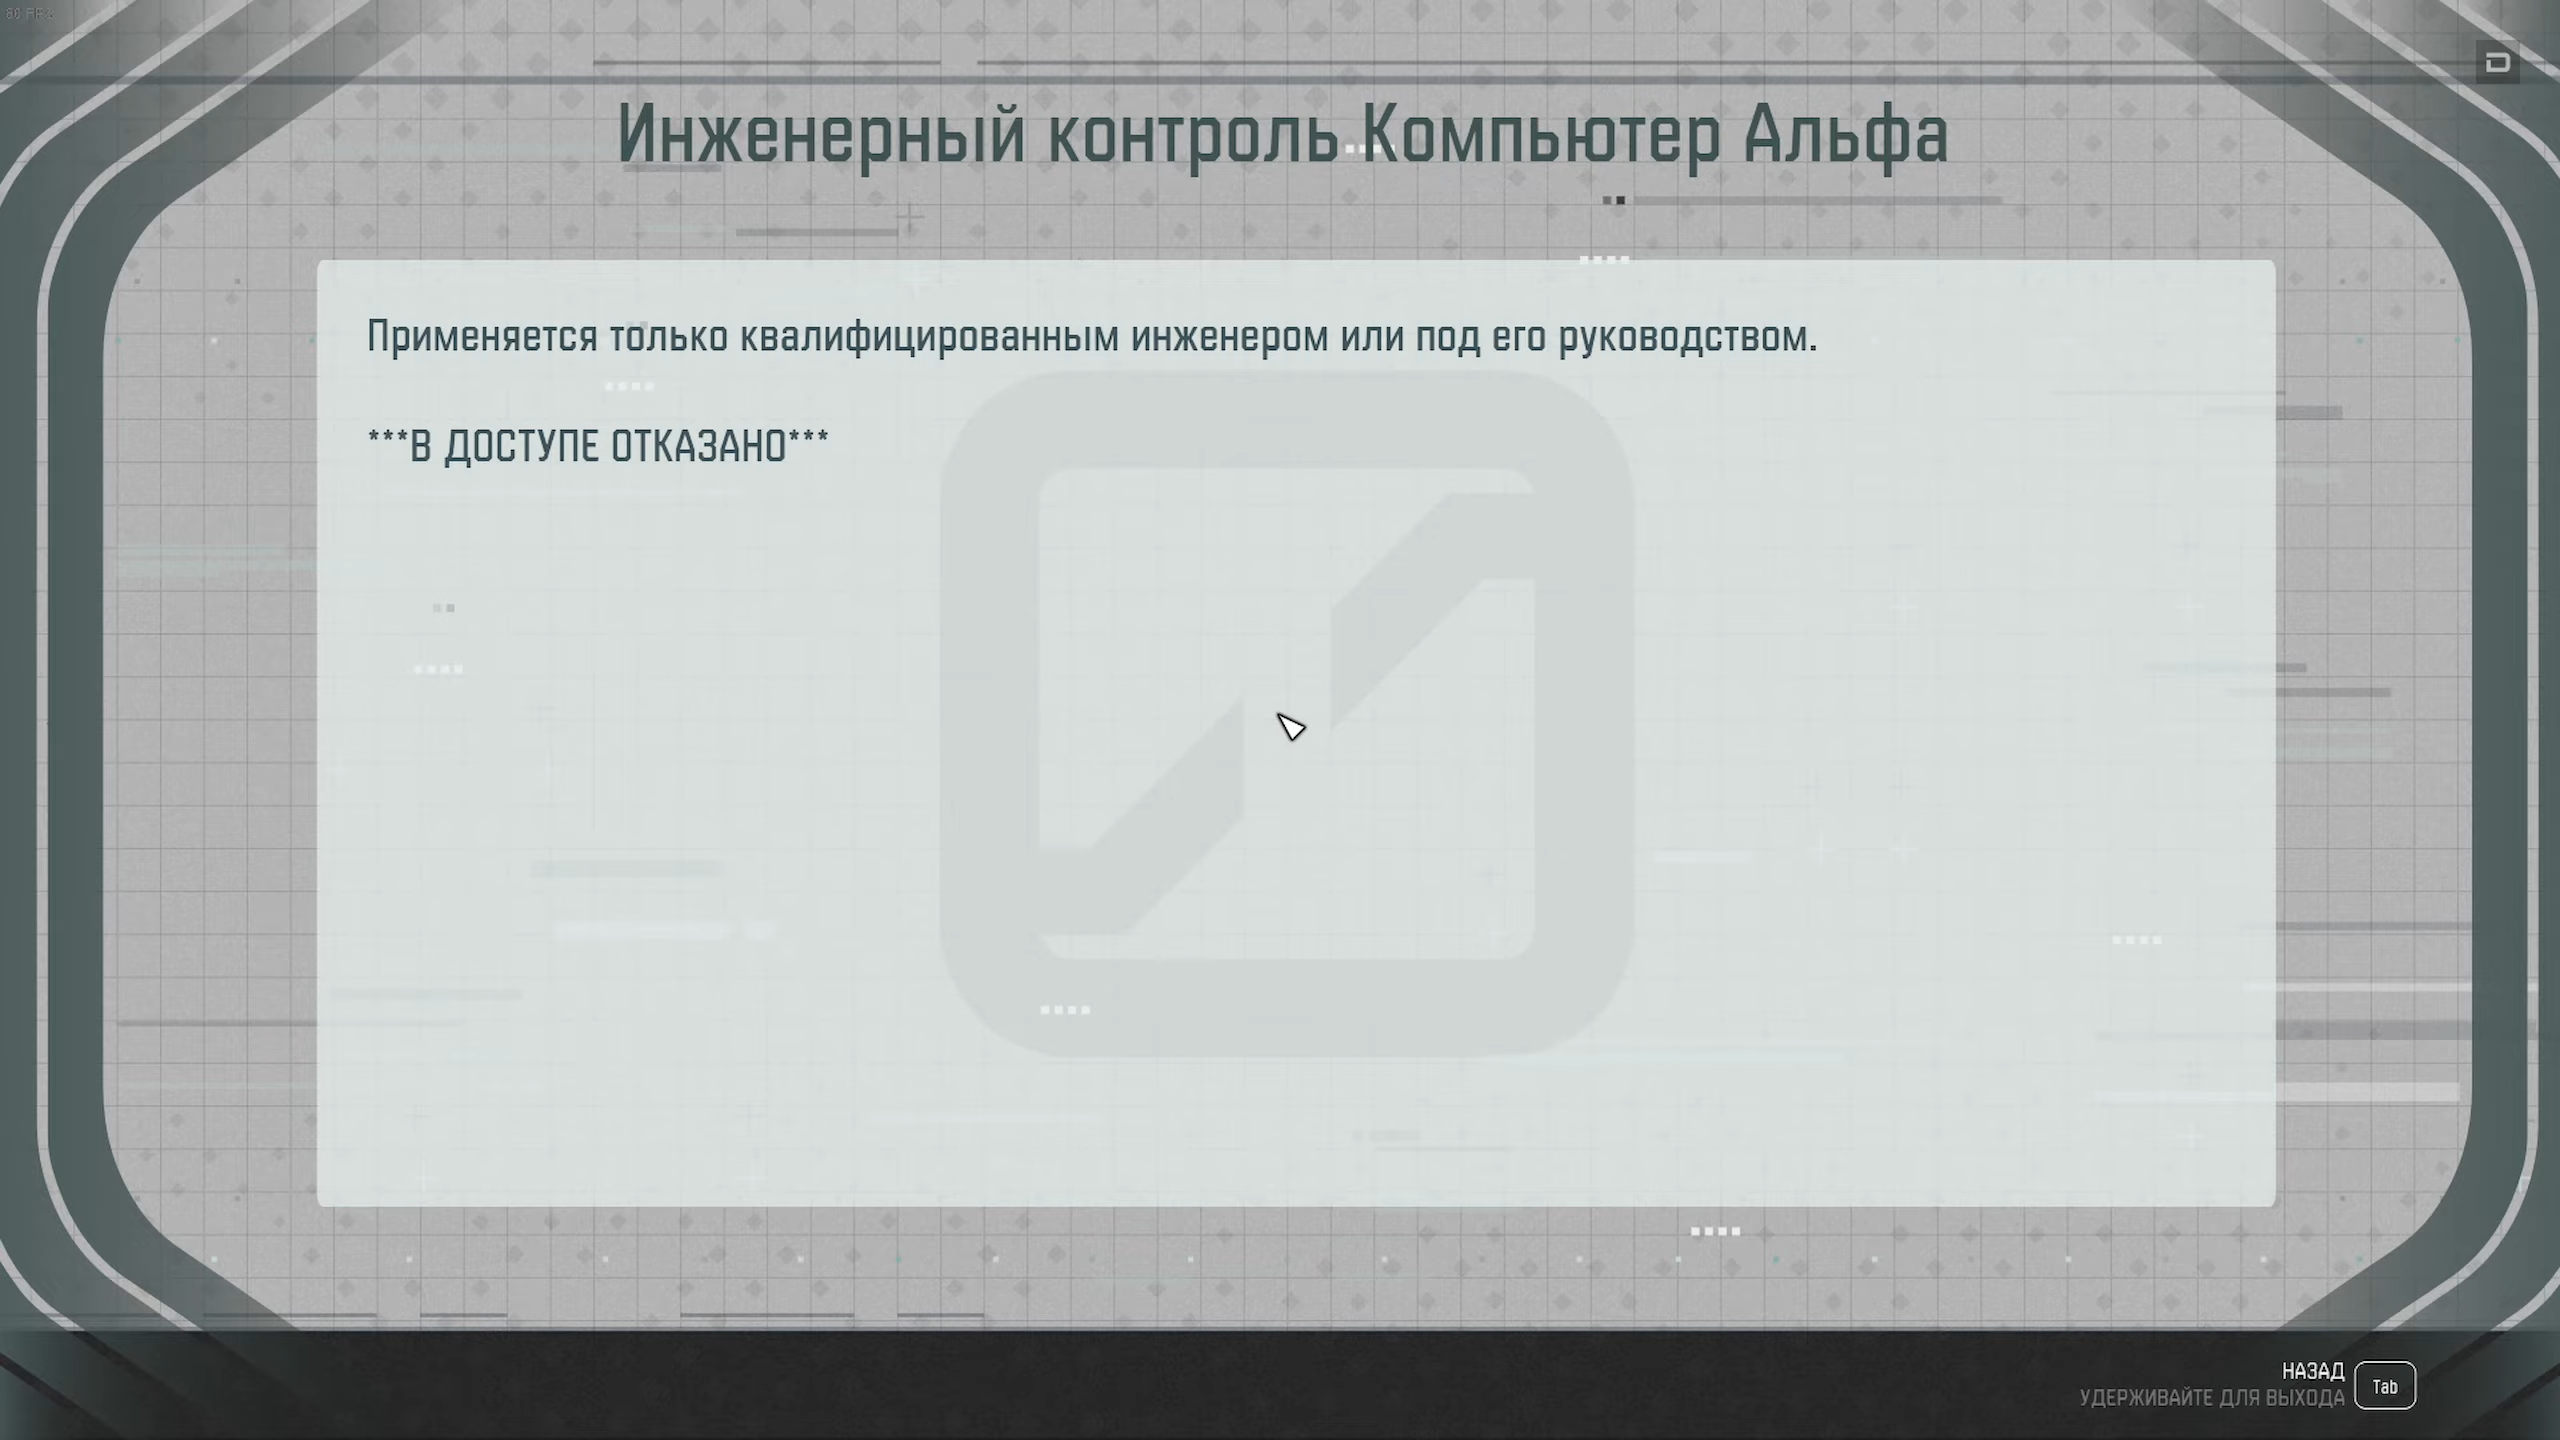 Инженерный контроль Компьютер Альфа
Применяется только квалифицированным инженером или под его руководством.
***В ДОСТУПЕ ОТКАЗАНО***
НАЗАД
УДЕРЖИВАЙТЕ ДЛЯ ВЫХОДА
Tab